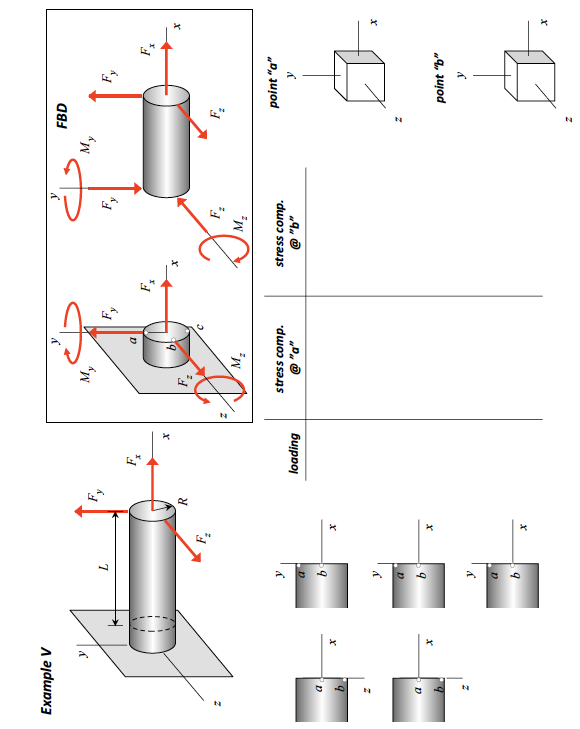 Example V
y
z
L
F_y
R
F_z
F_x
x
y
M_y
F_y
a
b
c
F_x
x
F_z
M_z
z
FBD
y
M_y
F_y
F_z
M_z
F_y
F_x
x
F_z
loading
stress comp.
@ "a"
stress comp.
@ "b"
a
b
x
z
y
a
b
x
a
b
x
z
y
a
b
x
y
a
b
x
point "a"
y
x
z
point "b"
y
x
z